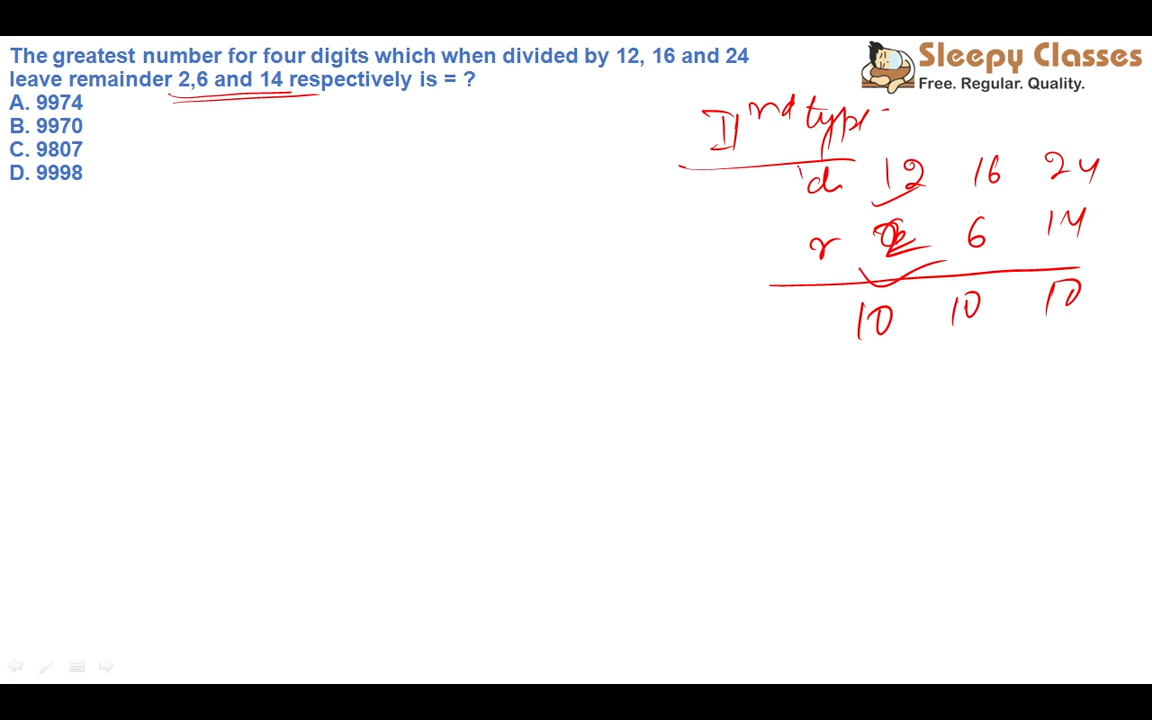 The greatest number for four digits which when divided by 12, 16 and 24
leave remainder 2,6 and 14 respectively is = ?
A. 9974
B. 9970
C. 9807
D. 9998
Sleepy Classes
Free. Regular. Quality.
IInd type -
d 12 16 24
r 2 6 14
10 10 10